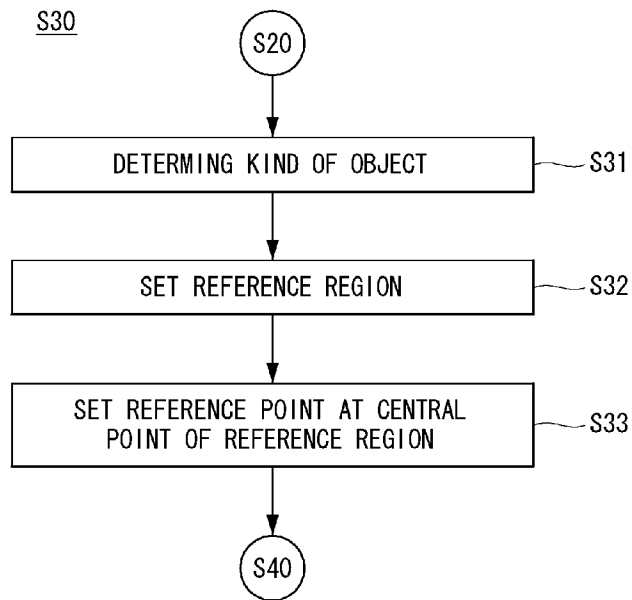 S30
S20
DETERMING KIND OF OBJECT
S31
SET REFERENCE REGION
S32
SET REFERENCE POINT AT CENTRAL
POINT OF REFERENCE REGION
S33
S40